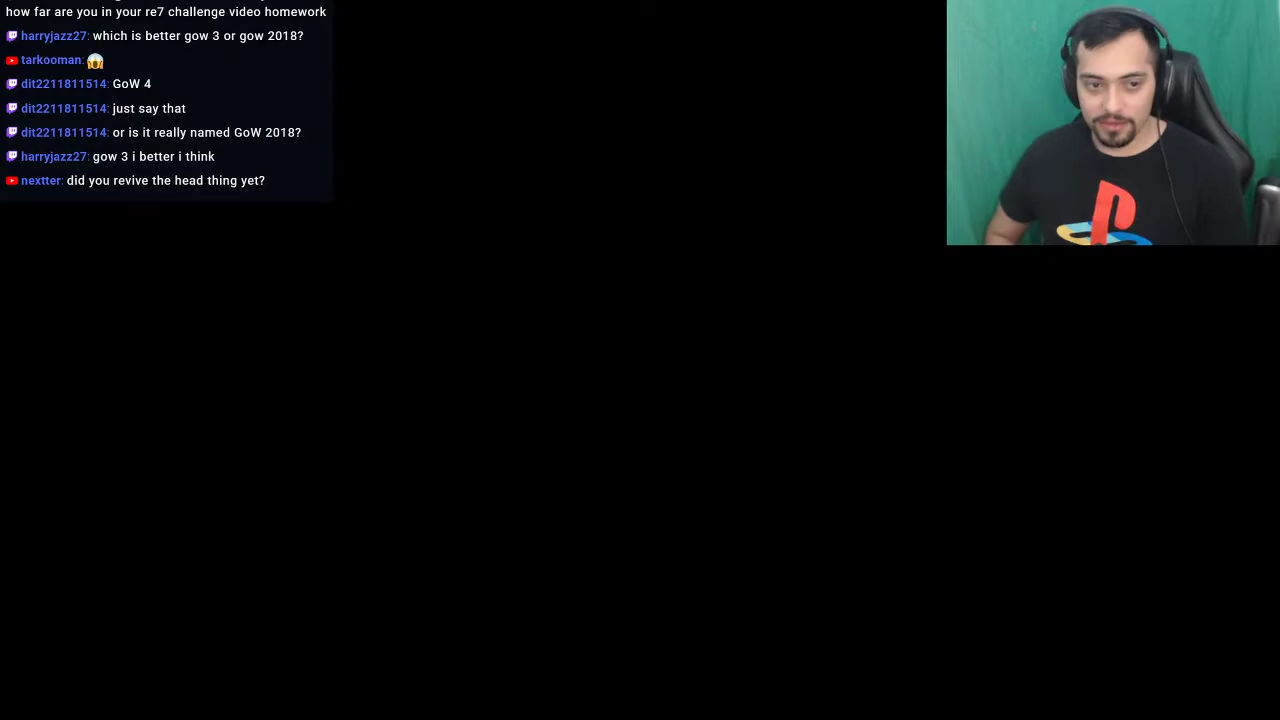 how far are you in your re7 challenge video homework
harryjazz27: which is better gow 3 or gow 2018?
tarkooman: 😱
dit2211811514: GoW 4
dit2211811514: just say that
dit2211811514: or is it really named GoW 2018?
harryjazz27: gow 3 i better i think
nextter: did you revive the head thing yet?